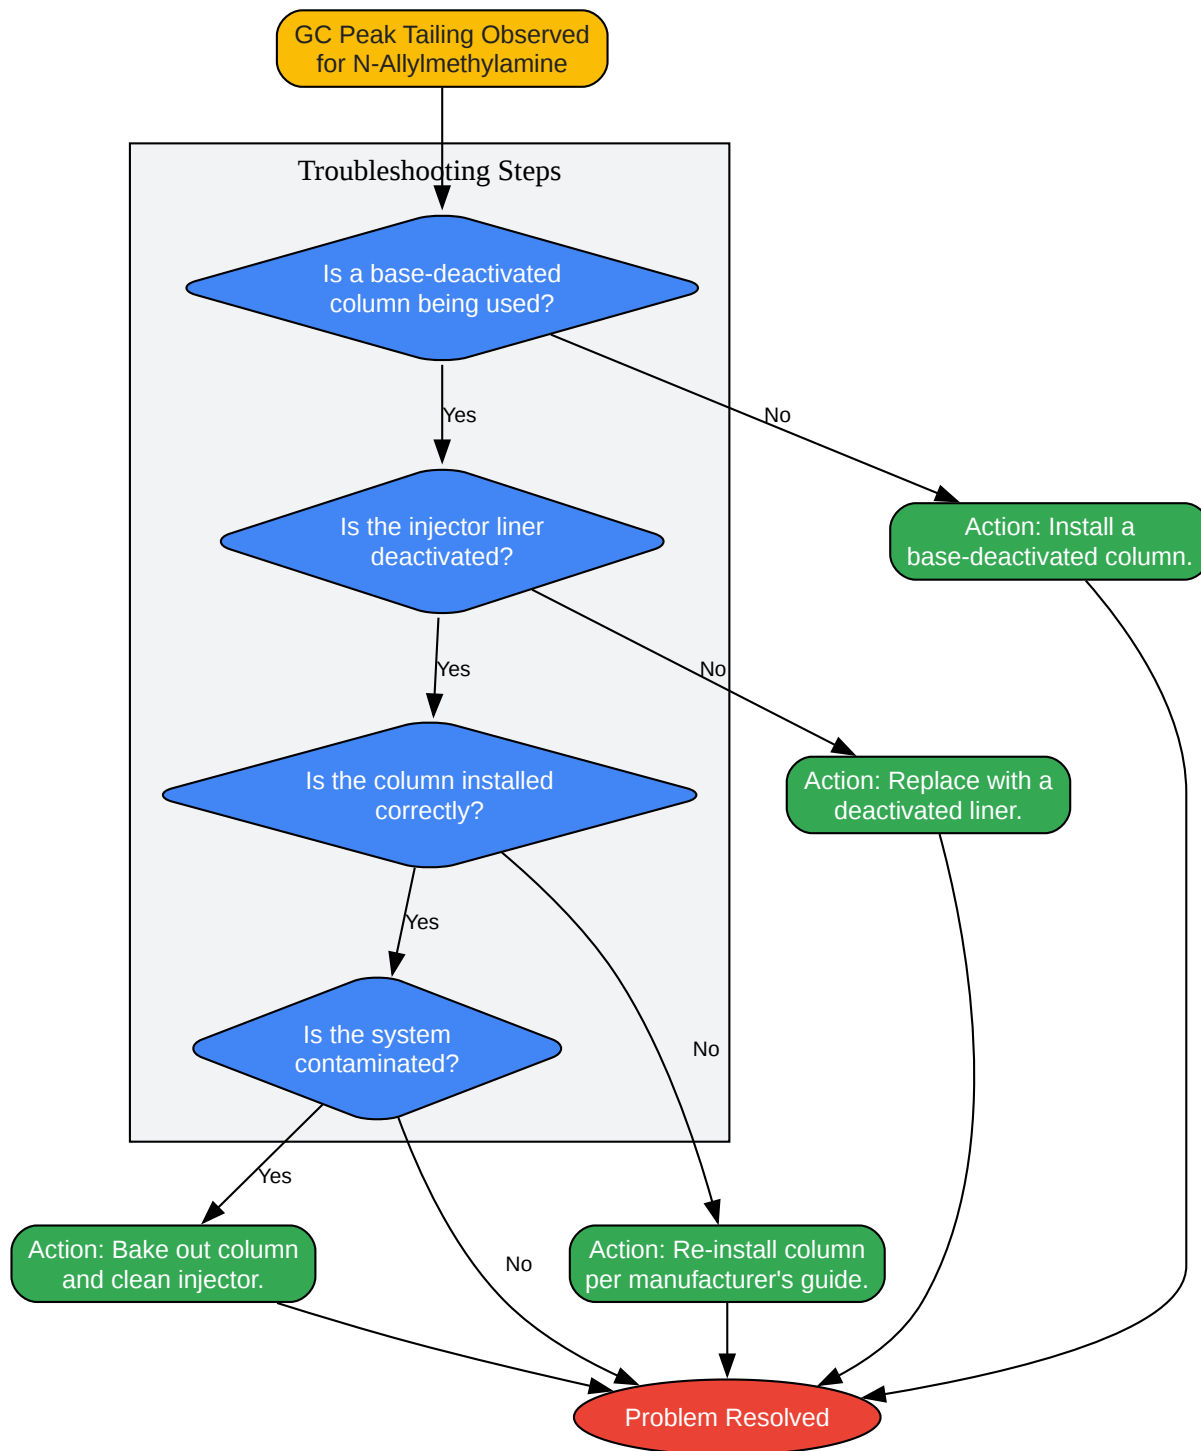 GC Peak Tailing Observed
for N-Allylmethylamine
Troubleshooting Steps
Is a base-deactivated
column being used?
Yes
No
Is the injector liner
deactivated?
Action: Install a
base-deactivated column.
Yes
No
Is the column installed
correctly?
Action: Replace with a
deactivated liner.
Yes
No
Is the system
contaminated?
Yes
No
Action: Bake out column
and clean injector.
Action: Re-install column
per manufacturer's guide.
Problem Resolved